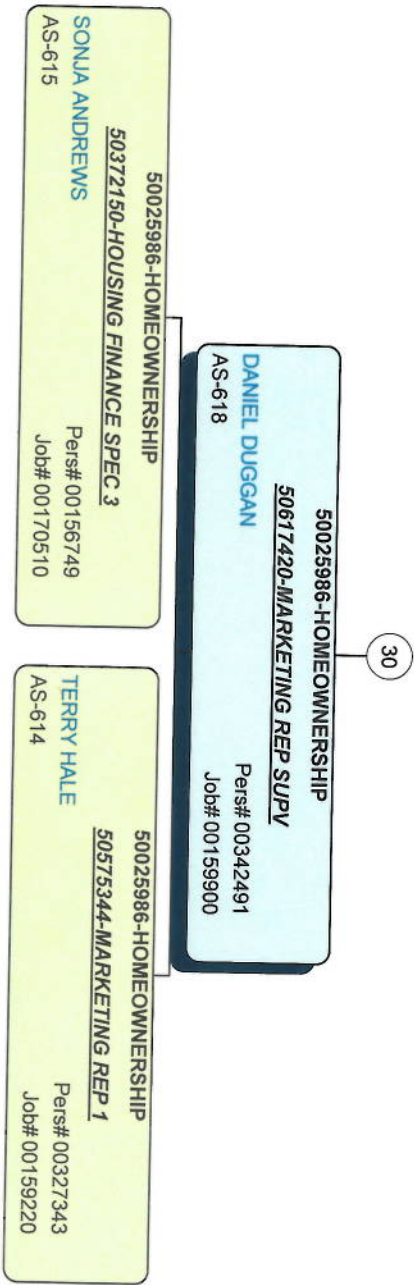 30
50025986-HOMEOWNERSHIP
50617420-MARKETING REP SUPV
DANIEL DUGGAN
AS-618
Pers# 00342491
Job# 00159900
50025986-HOMEOWNERSHIP
50372150-HOUSING FINANCE SPEC 3
SONJA ANDREWS
AS-615
Pers# 00156749
Job# 00170510
50025986-HOMEOWNERSHIP
50575344-MARKETING REP 1
TERRY HALE
AS-614
Pers# 00327343
Job# 00159220